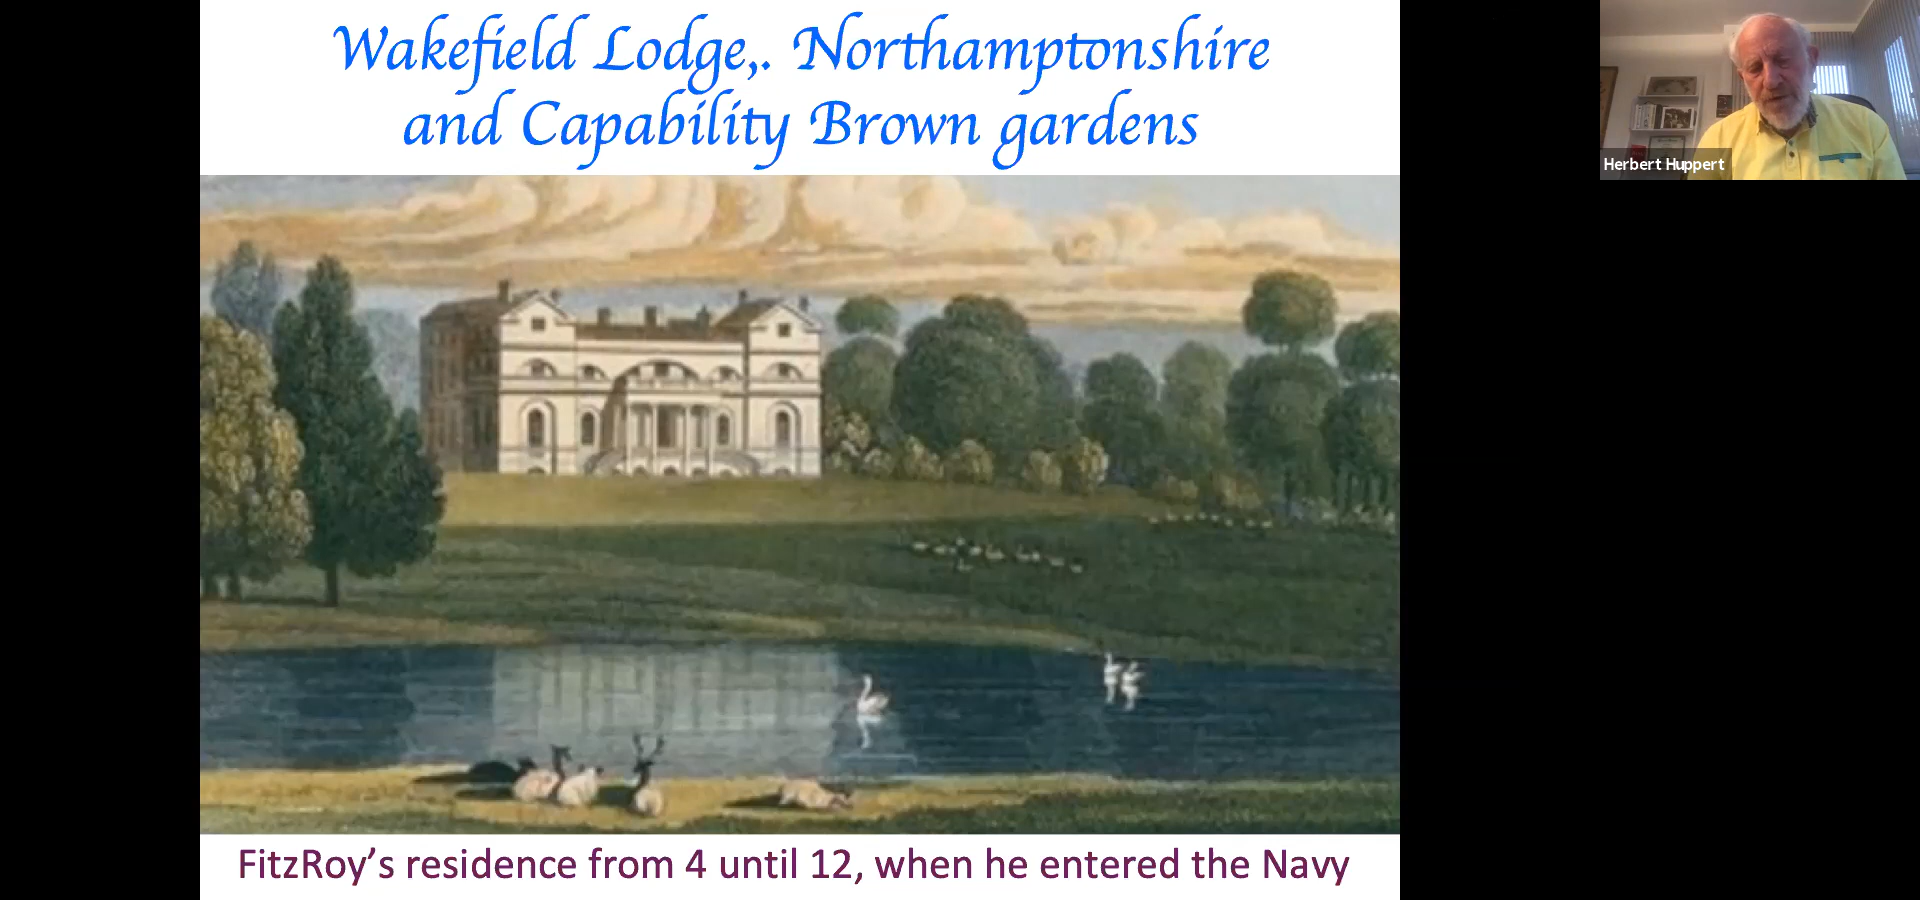 Wakefield Lodge,. Northamptonshire
and Capability Brown gardens
Herbert Huppert
FitzRoy’s residence from 4 until 12, when he entered the Navy